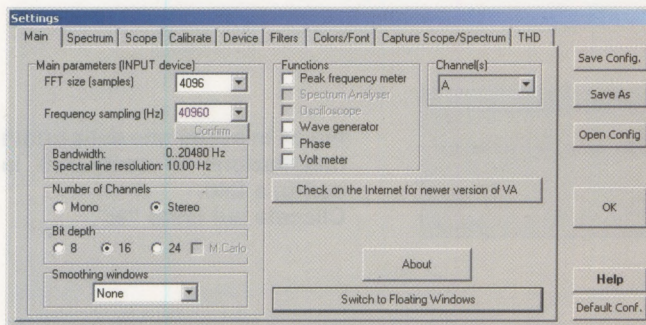 Settings
Main Spectrum Scope Calibrate Device Filters Colors/Font Capture Scope/Spectrum THD
Main parameters (INPUT device)
FFT size (samples) 4096
Frequency sampling (Hz) 40960
Confirm
Bandwidth: 0..20480 Hz
Spectral line resolution: 10.00 Hz
Number of Channels
Mono Stereo
Bit depth
8 16 24 M.Carlo
Smoothing windows
None
Functions
Peak frequency meter
Spectrum Analyser
Oscilloscope
Wave generator
Phase
Volt meter
Channel(s)
A
Check on the Internet for newer version of VA
About
Switch to Floating Windows
Save Config.
Save As
Open Config
OK
Help
Default Conf.